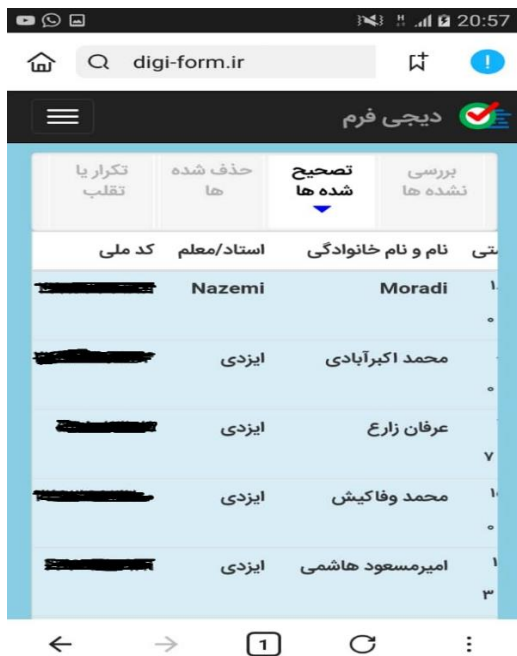 20:57
digi-form.ir
دیجی فرم
بررسی نشده ها
تصحیح شده ها
حذف شده ها
تکرار یا تقلب
نام و نام خانوادگی استاد/معلم کد ملی
Moradi Nazemi
محمد اکبرآبادی ایزدی
عرفان زارع ایزدی
۷
محمد وفاکیش ایزدی
امیرمسعود هاشمی ایزدی
۳
1